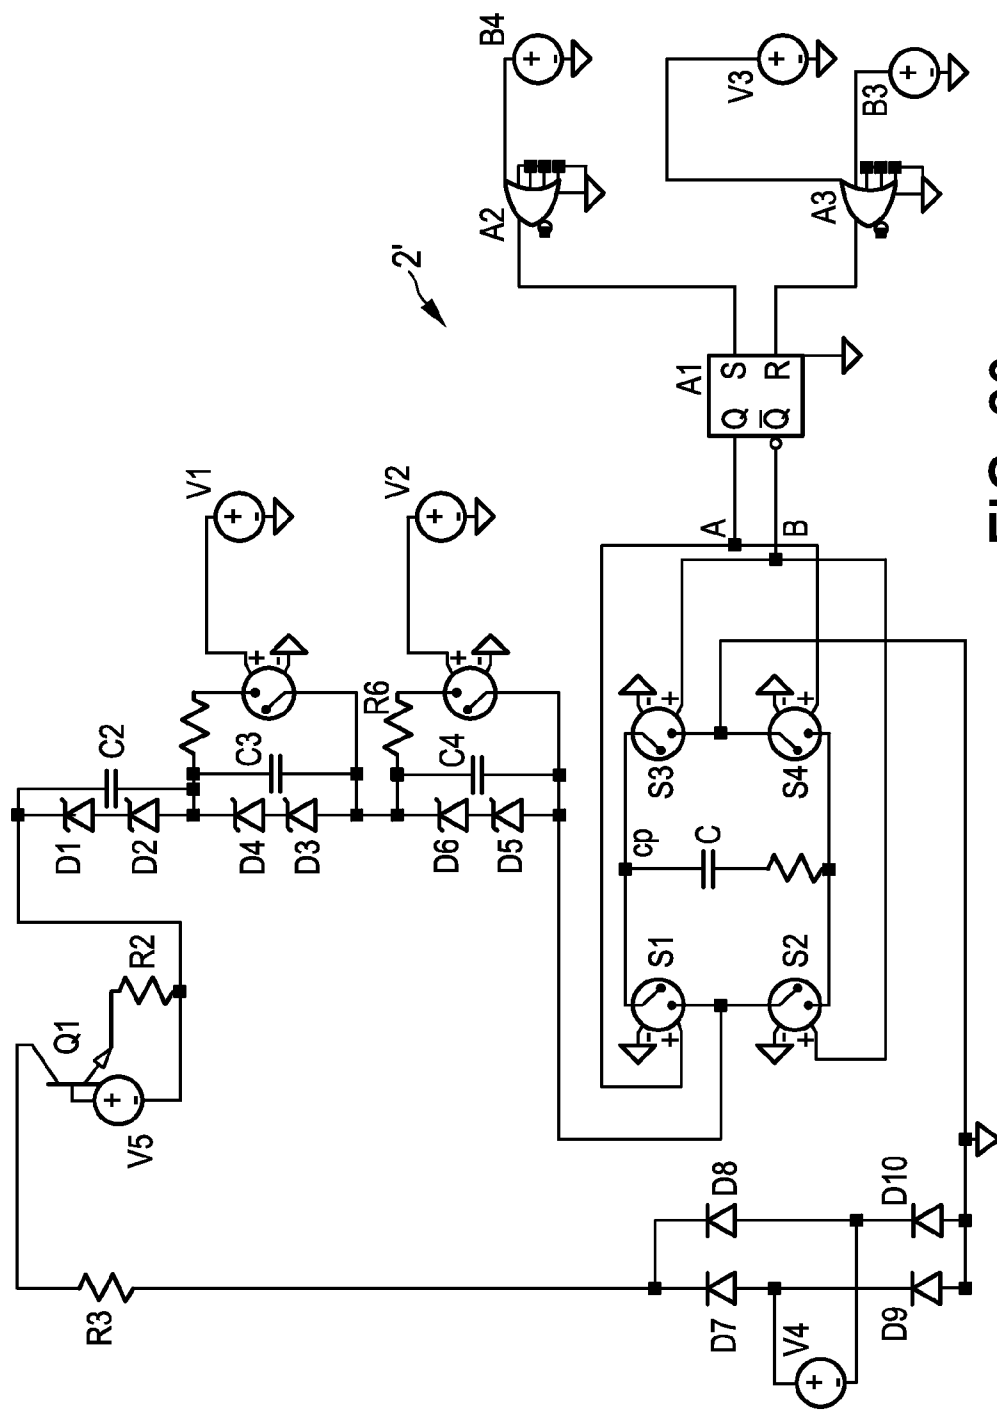 B4
+
-
V3
+
-
B3
+
-
A2
A3
2'
A1
S
R
Q
Q̅
V1
+
-
V2
+
-
A
B
+
-
+
-
R6
C2
C3
C4
D1
D2
D4
D3
D6
D5
S3
- +
S4
- +
cp
C
S1
- +
S2
- +
R2
Q1
V5
+
-
R3
D8
D10
D7
D9
V4
+
-